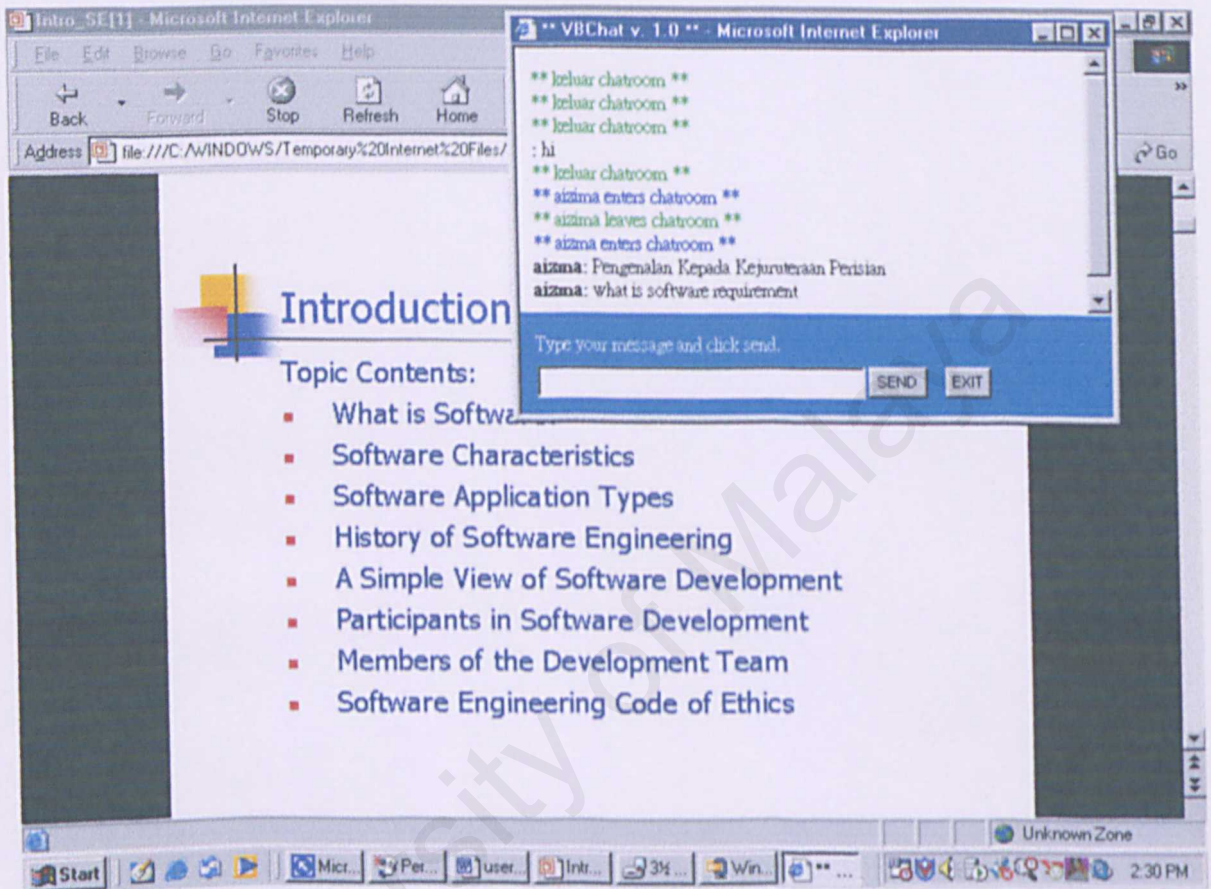 Intro_SE[1] - Microsoft Internet Explorer
File Edit Browse Go Favorites Help
Back Forward Stop Refresh Home
Address file:///C:/WINDOWS/Temporary%20Internet%20Files/
Go
** VBChat v. 1.0 ** - Microsoft Internet Explorer
** keluar chatroom **
** keluar chatroom **
** keluar chatroom **
: hi
** keluar chatroom **
** aizima enters chatroom **
** aizima leaves chatroom **
** aizma enters chatroom **
aizma: Pengenalan Kepada Kejuruteraan Perisian
aizma: what is software requirement
Type your message and click send.
SEND EXIT
Introduction
Topic Contents:
What is
Software Characteristics
Software Application Types
History of Software Engineering
A Simple View of Software Development
Participants in Software Development
Members of the Development Team
Software Engineering Code of Ethics
Unknown Zone
Start Micr... Per... user... Intr... 3½ ... Win... ** ... 2:30 PM
sity of Malaya